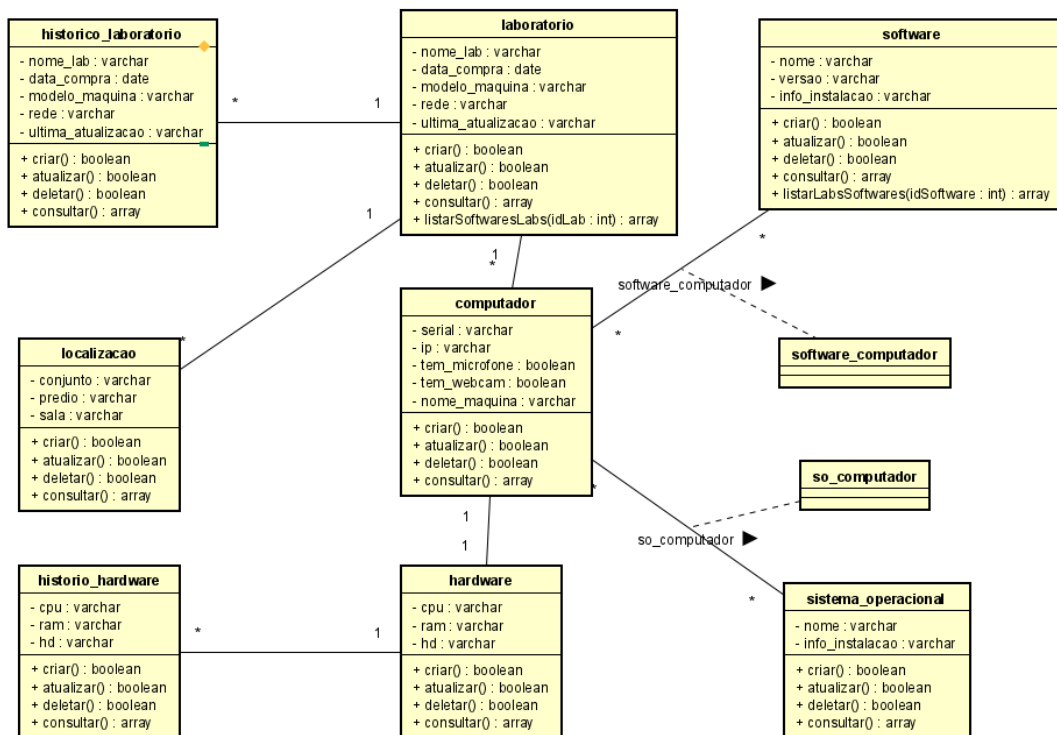 historico_laboratorio
- nome_lab : varchar
- data_compra : date
- modelo_maquina : varchar
- rede : varchar
- ultima_atualizacao : varchar
+ criar() : boolean
+ atualizar() : boolean
+ deletar() : boolean
+ consultar() : array
*
1
laboratorio
- nome_lab : varchar
- data_compra : date
- modelo_maquina : varchar
- rede : varchar
- ultima_atualizacao : varchar
+ criar() : boolean
+ atualizar() : boolean
+ deletar() : boolean
+ consultar() : array
+ listarSoftwaresLabs(idLab : int) : array
software
- nome : varchar
- versao : varchar
- info_instalacao : varchar
+ criar() : boolean
+ atualizar() : boolean
+ deletar() : boolean
+ consultar() : array
+ listarLabsSoftwares(idSoftware : int) : array
1
*
1
*
*
software_computador
*
localizacao
- conjunto : varchar
- predio : varchar
- sala : varchar
+ criar() : boolean
+ atualizar() : boolean
+ deletar() : boolean
+ consultar() : array
computador
- serial : varchar
- ip : varchar
- tem_microfone : boolean
- tem_webcam : boolean
- nome_maquina : varchar
+ criar() : boolean
+ atualizar() : boolean
+ deletar() : boolean
+ consultar() : array
software_computador
so_computador
*
so_computador
*
1
1
historio_hardware
- cpu : varchar
- ram : varchar
- hd : varchar
+ criar() : boolean
+ atualizar() : boolean
+ deletar() : boolean
+ consultar() : array
*
1
hardware
- cpu : varchar
- ram : varchar
- hd : varchar
+ criar() : boolean
+ atualizar() : boolean
+ deletar() : boolean
+ consultar() : array
sistema_operacional
- nome : varchar
- info_instalacao : varchar
+ criar() : boolean
+ atualizar() : boolean
+ deletar() : boolean
+ consultar() : array